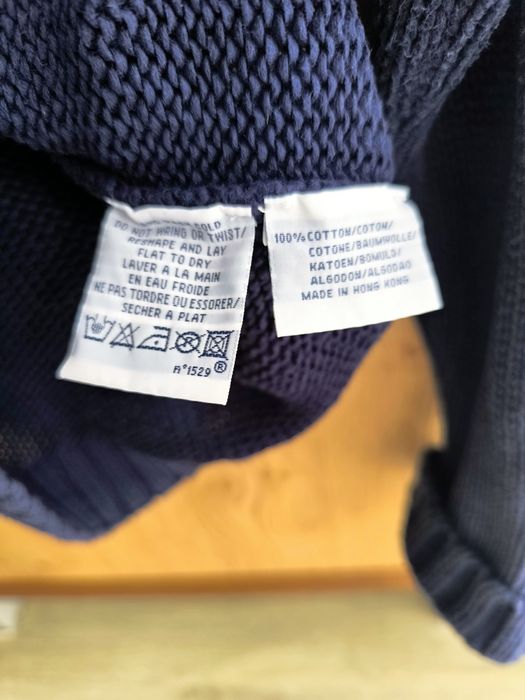 COLD
DO NOT WRING OR TWIST/
RESHAPE AND LAY
FLAT TO DRY
LAVER A LA MAIN
EN EAU FROIDE
NE PAS TORDRE OU ESSORER/
SECHER A PLAT
A*1529®
100% COTTON/COTON/
COTONE/BAUMWOLLE/
KATOEN/BOMULD/
ALGODON/ALGODAO
MADE IN HONG KONG